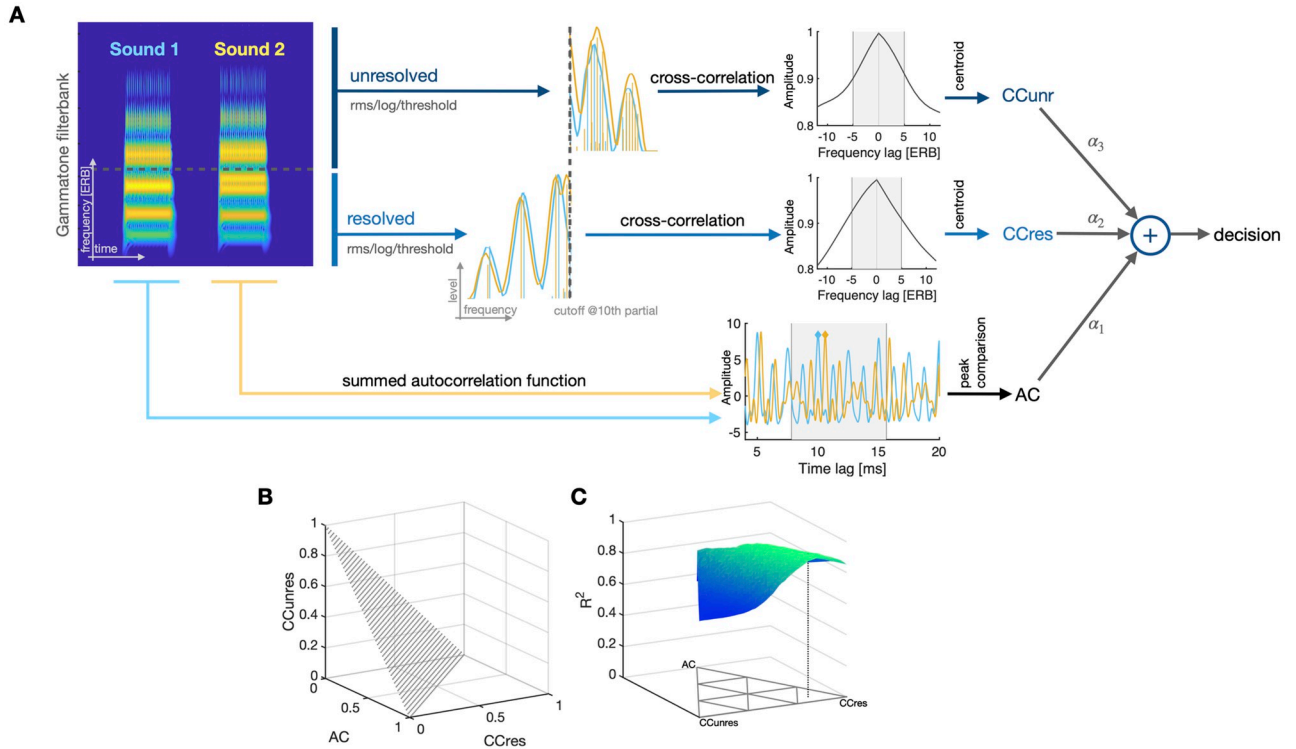 A
Gammatone filterbank
Sound 1
Sound 2
frequency [ERB]
time
unresolved
rms/log/threshold
resolved
rms/log/threshold
level
frequency
cutoff @10th partial
cross-correlation
cross-correlation
Amplitude
1
0.9
0.8
-10
-5
0
5
10
Frequency lag [ERB]
centroid
CCunr
Amplitude
1
0.9
0.8
-10
-5
0
5
10
Frequency lag [ERB]
centroid
CCres
α3
α2
α1
+
decision
summed autocorrelation function
Amplitude
10
5
0
-5
5
10
15
20
Time lag [ms]
peak
comparison
AC
B
CCunres
1
0.8
0.6
0.4
0.2
0
0
0.5
1
AC
0
0.5
1
CCres
C
R2
1
0.8
0.6
0.4
0.2
0
AC
CCunres
CCres